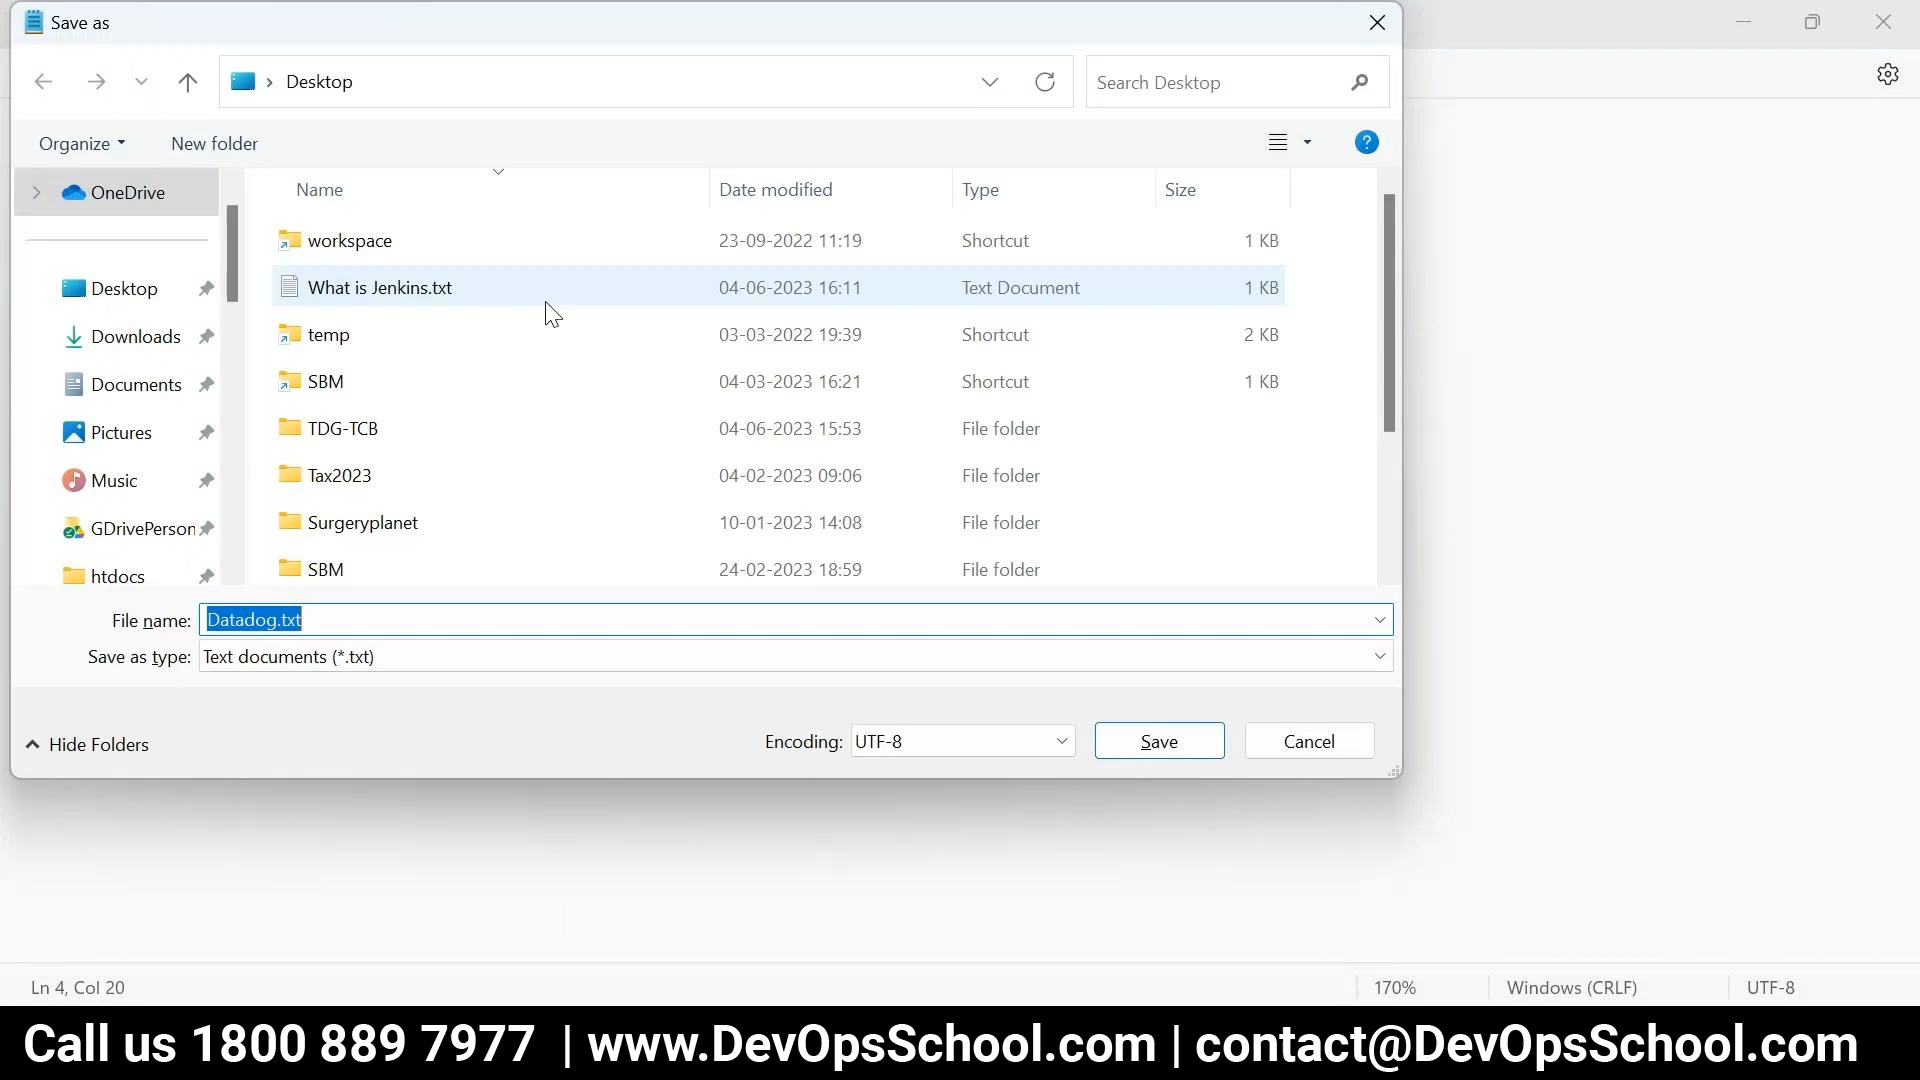 Save as
Desktop
Search Desktop
Organize
New folder
?
OneDrive
Desktop
Downloads
Documents
Pictures
Music
GDrivePerson
htdocs
Name Date modified Type Size
workspace 23-09-2022 11:19 Shortcut 1 KB
What is Jenkins.txt 04-06-2023 16:11 Text Document 1 KB
temp 03-03-2022 19:39 Shortcut 2 KB
SBM 04-03-2023 16:21 Shortcut 1 KB
TDG-TCB 04-06-2023 15:53 File folder
Tax2023 04-02-2023 09:06 File folder
Surgeryplanet 10-01-2023 14:08 File folder
SBM 24-02-2023 18:59 File folder
File name: Datadog.txt
Save as type: Text documents (*.txt)
Hide Folders
Encoding: UTF-8
Save
Cancel
Ln 4, Col 20
170%
Windows (CRLF)
UTF-8
Call us 1800 889 7977 | www.DevOpsSchool.com | contact@DevOpsSchool.com